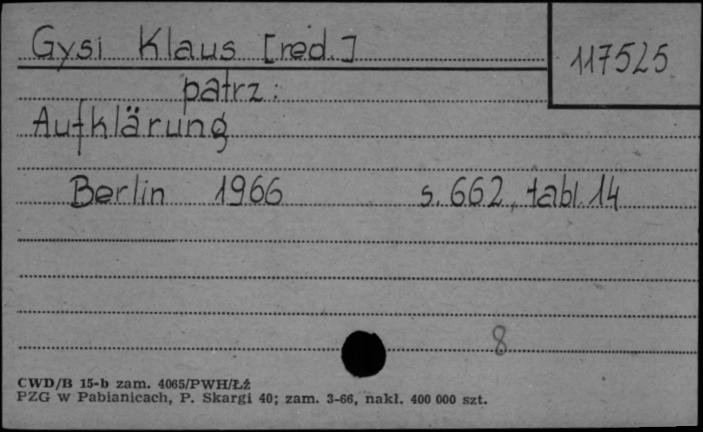 Gysi Klaus [red.]
117525
patrz:
Aufklärung
Berlin 1966 s. 662, tabl. 14
8
CWD/B 15-b zam. 4065/PWH/Łź
PZG w Pabianicach, P. Skargi 40; zam. 3-66, nakł. 400 000 szt.